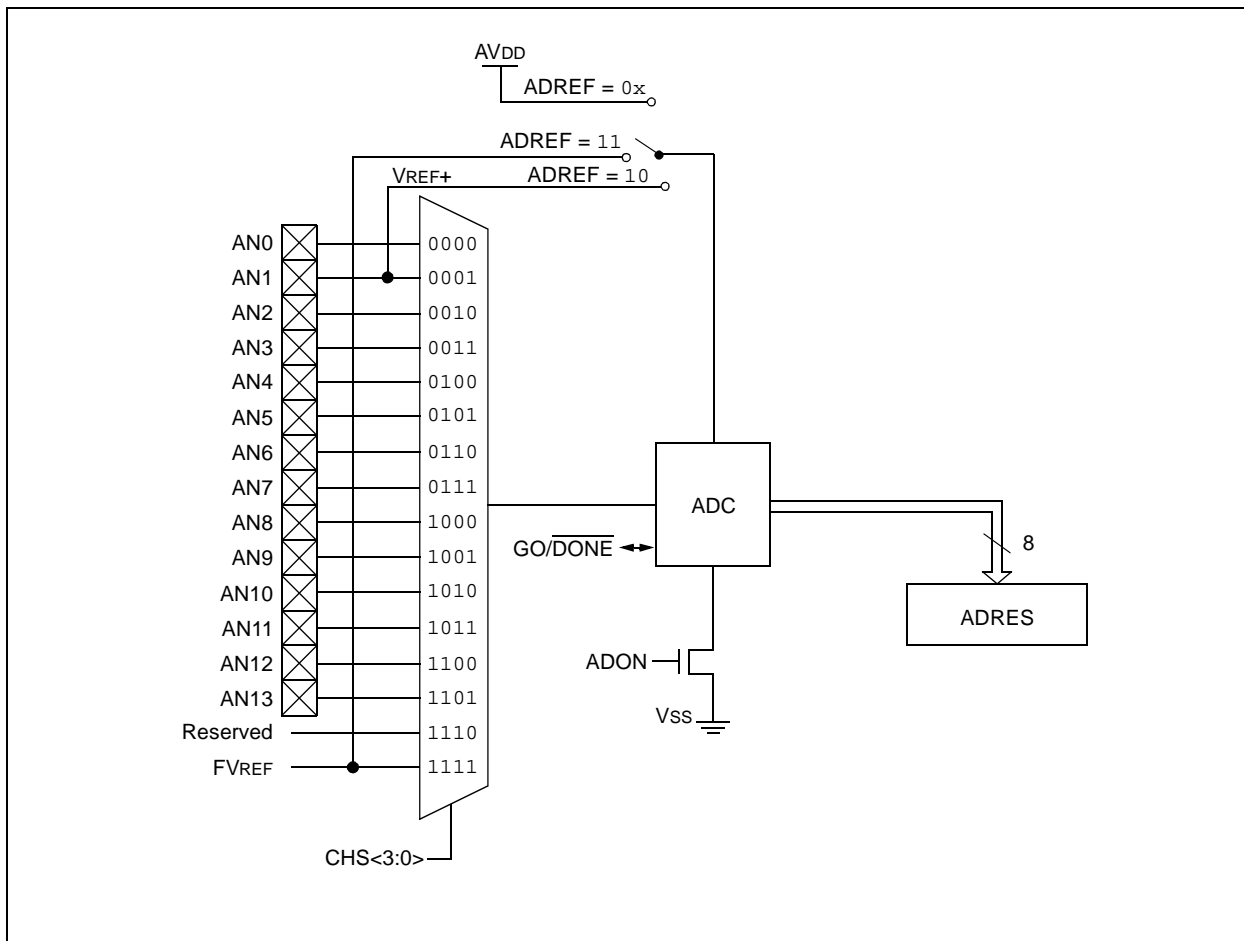 AVDD
ADREF = 0x
ADREF = 11
VREF+
ADREF = 10
AN0
0000
AN1
0001
AN2
0010
AN3
0011
AN4
0100
AN5
0101
AN6
0110
AN7
0111
AN8
1000
AN9
1001
AN10
1010
AN11
1011
AN12
1100
AN13
1101
Reserved
1110
FVREF
1111
CHS<3:0>
ADC
GO/DONE
8
ADRES
ADON
VSS